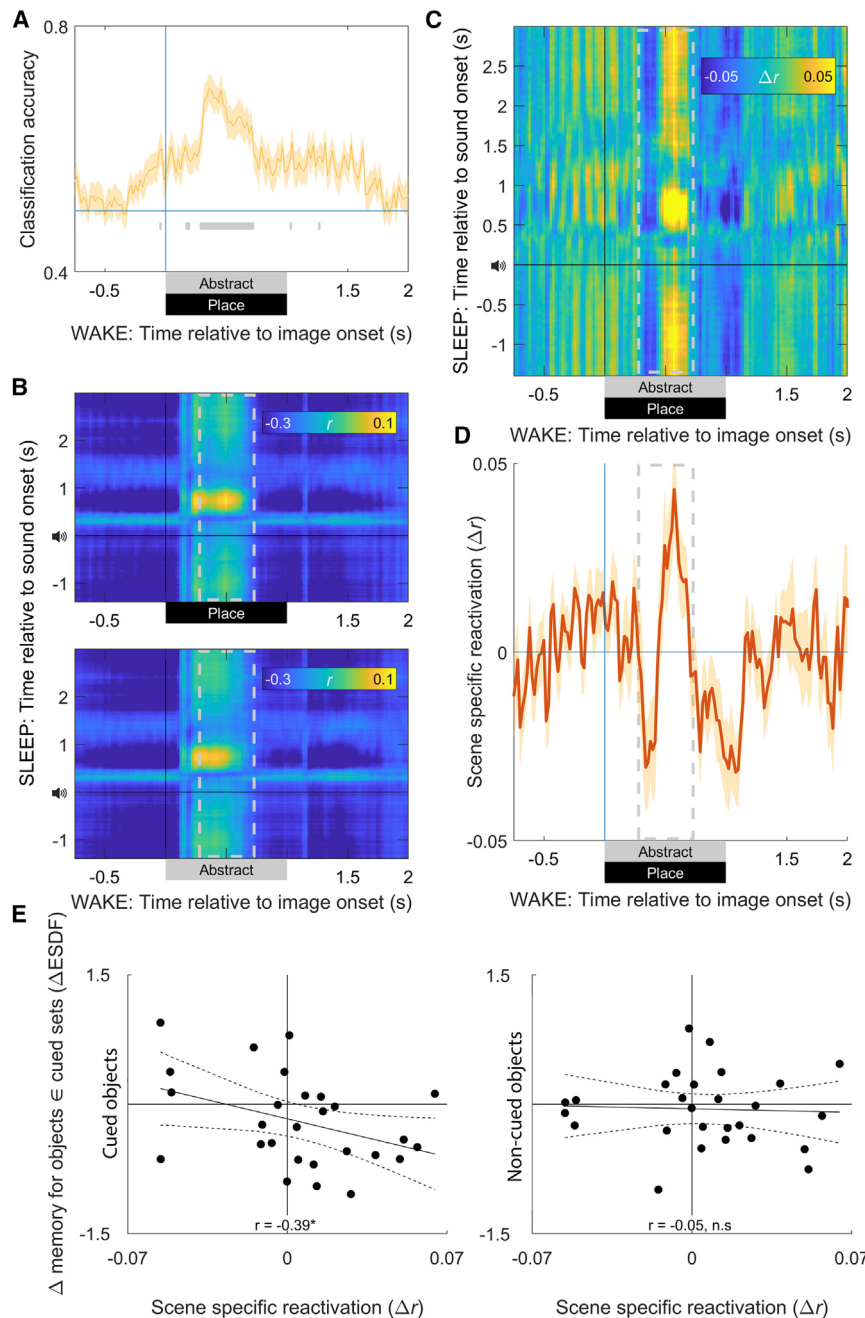 A
0.8
Classification accuracy
0.4
Abstract
Place
-0.5
1.5
2
WAKE: Time relative to image onset (s)
B
SLEEP: Time relative to sound onset (s)
2
1
-1
-0.3 r 0.1
Place
-0.5
1.5
2
2
1
-1
-0.3 r 0.1
Abstract
-0.5
1.5
2
WAKE: Time relative to image onset (s)
C
SLEEP: Time relative to sound onset (s)
2.5
2
1.5
1
0.5
-0.5
-1
-0.05 Δr 0.05
Abstract
Place
-0.5
1.5
2
WAKE: Time relative to image onset (s)
D
Scene specific reactivation (Δr)
0.05
0
-0.05
Abstract
Place
-0.5
1.5
2
WAKE: Time relative to image onset (s)
E
Δ memory for objects ∈ cued sets (ΔESDF)
Cued objects
1.5
-1.5
r = -0.39*
-0.07
0
0.07
Scene specific reactivation (Δr)
Non-cued objects
1.5
-1.5
r = -0.05, n.s
-0.07
0
0.07
Scene specific reactivation (Δr)